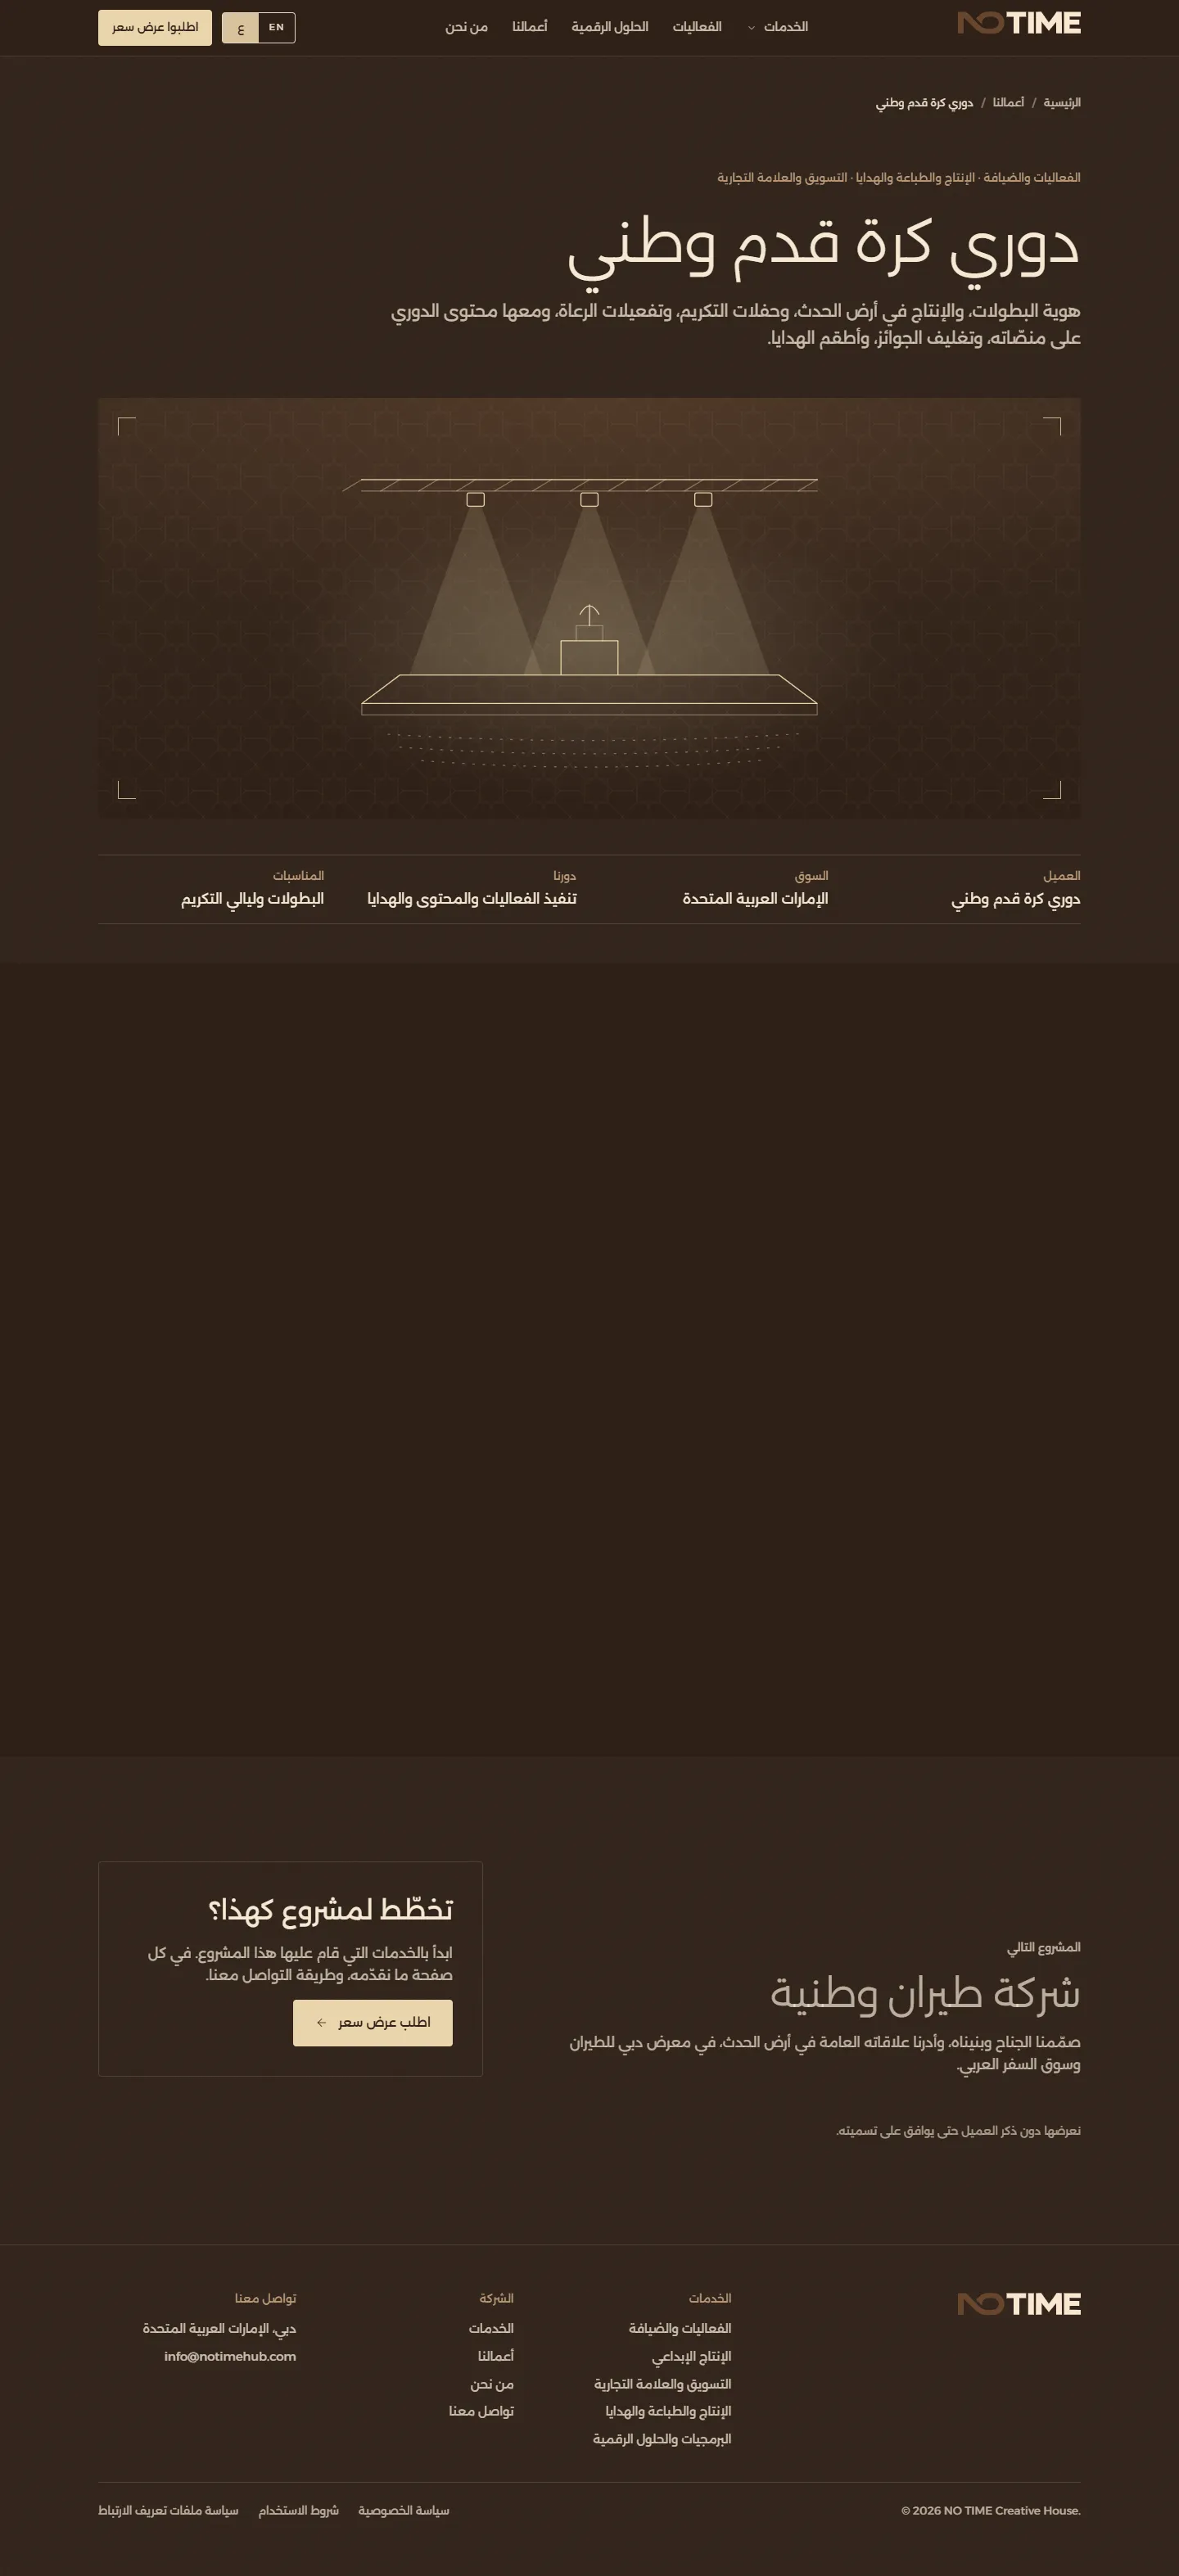 NO TIME
الخدمات
الفعاليات
الحلول الرقمية
أعمالنا
من نحن
EN
ع
اطلبوا عرض سعر
الرئيسية / أعمالنا / دوري كرة قدم وطني
الفعاليات والضيافة · الإنتاج والطباعة والهدايا · التسويق والعلامة التجارية
دوري كرة قدم وطني
هوية البطولات، والإنتاج في أرض الحدث، وحفلات التكريم، وتفعيلات الرعاة، ومعها محتوى الدوري
على منصّاته، وتغليف الجوائز، وأطقم الهدايا.
العميل
دوري كرة قدم وطني
السوق
الإمارات العربية المتحدة
دورنا
تنفيذ الفعاليات والمحتوى والهدايا
المناسبات
البطولات وليالي التكريم
المشروع التالي
شركة طيران وطنية
صمّمنا الجناح وبنيناه، وأدرنا علاقاته العامة في أرض الحدث، في معرض دبي للطيران
وسوق السفر العربي.
نعرضها دون ذكر العميل حتى يوافق على تسميته.
تخطّط لمشروع كهذا؟
ابدأ بالخدمات التي قام عليها هذا المشروع. في كل
صفحة ما نقدّمه، وطريقة التواصل معنا.
اطلب عرض سعر ←
NO TIME
الخدمات
الفعاليات والضيافة
الإنتاج الإبداعي
التسويق والعلامة التجارية
الإنتاج والطباعة والهدايا
البرمجيات والحلول الرقمية
الشركة
الخدمات
أعمالنا
من نحن
تواصل معنا
تواصل معنا
دبي، الإمارات العربية المتحدة
info@notimehub.com
© 2026 NO TIME Creative House.
سياسة الخصوصية
شروط الاستخدام
سياسة ملفات تعريف الارتباط